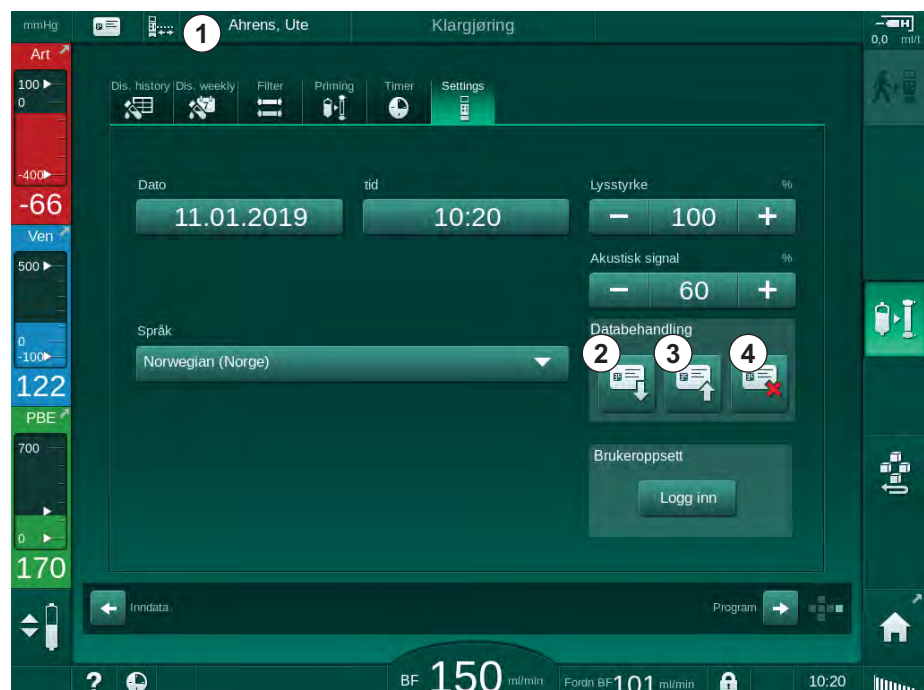 mmHg
1
Ahrens, Ute
Klargjøring
0,0 ml/t
Art
100
0
-400
-66
Ven
500
0
-100
122
PBE
700
0
170
Dis. history Dis. weekly Filter Priming Timer Settings
Dato
tid
Lysstyrke %
11.01.2019
10:20
− 100 +
Akustisk signal %
− 60 +
Språk
Databehandling
Norwegian (Norge)
2 3 4
Brukeroppsett
Logg inn
Inndata
Program
? BF 150 ml/min Fordn BF 101 ml/min 10:20